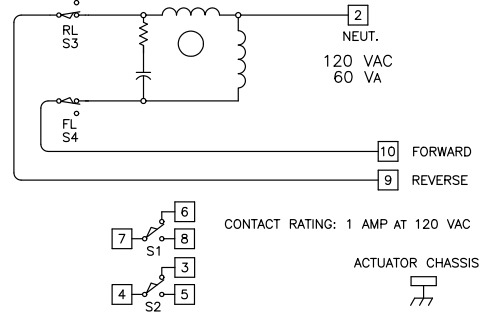 2
RL
S3
NEUT.
120 VAC
60 VA
FL
S4
10 FORWARD
9 REVERSE
6
7
8
S1
CONTACT RATING: 1 AMP AT 120 VAC
3
4
5
S2
ACTUATOR CHASSIS